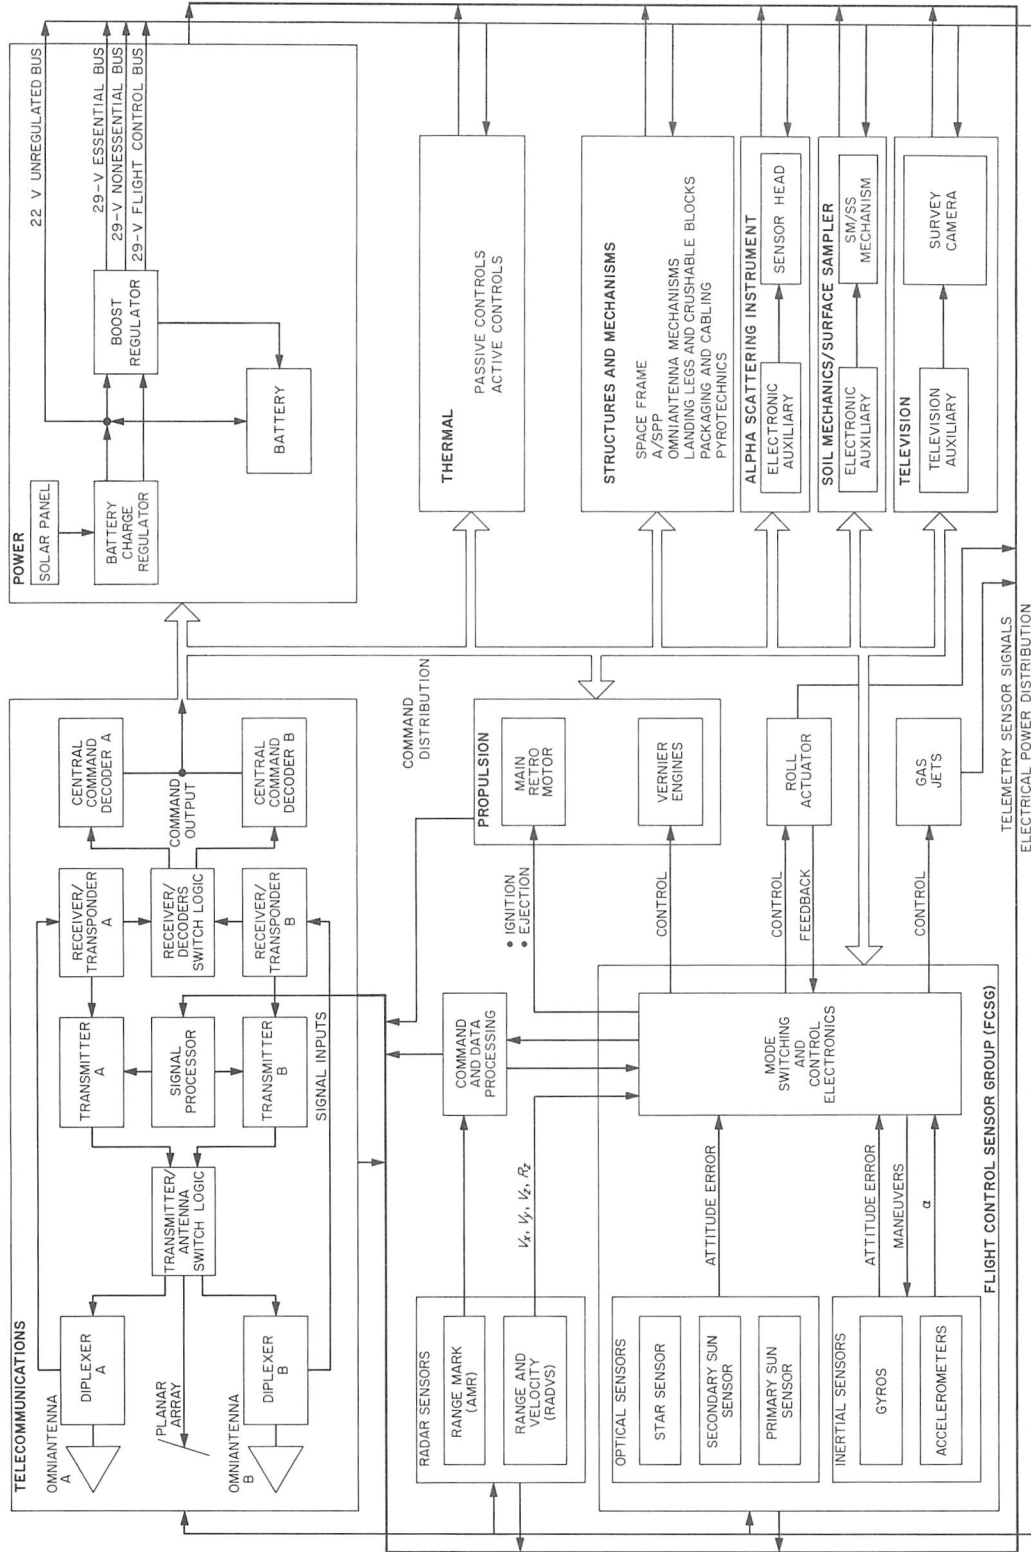 TELECOMMUNICATIONS
OMNIANTENNA
A
DIPLEXER
A
PLANAR
ARRAY
OMNIANTENNA
B
DIPLEXER
B
TRANSMITTER/
ANTENNA
SWITCH LOGIC
TRANSMITTER
A
SIGNAL
PROCESSOR
TRANSMITTER
B
SIGNAL INPUTS
RECEIVER/
TRANSPONDER
A
RECEIVER/
DECODERS
SWITCH LOGIC
RECEIVER/
TRANSPONDER
B
CENTRAL
COMMAND
DECODER A
COMMAND
OUTPUT
CENTRAL
COMMAND
DECODER B
POWER
SOLAR PANEL
BATTERY
CHARGE
REGULATOR
BOOST
REGULATOR
BATTERY
22 V UNREGULATED BUS
29-V ESSENTIAL BUS
29-V NONESSENTIAL BUS
29-V FLIGHT CONTROL BUS
RADAR SENSORS
RANGE MARK
(AMR)
RANGE AND
VELOCITY
(RADVS)
Vx, Vy, Vz, Rz
COMMAND
AND DATA
PROCESSING
• IGNITION
• EJECTION
COMMAND
DISTRIBUTION
PROPULSION
MAIN
RETRO
MOTOR
VERNIER
ENGINES
CONTROL
THERMAL
PASSIVE CONTROLS
ACTIVE CONTROLS
STRUCTURES AND MECHANISMS
SPACE FRAME
A/SPP
OMNIANTENNA MECHANISMS
LANDING LEGS AND CRUSHABLE BLOCKS
PACKAGING AND CABLING
PYROTECHNICS
ALPHA SCATTERING INSTRUMENT
ELECTRONIC
AUXILIARY
SENSOR HEAD
SOIL MECHANICS/SURFACE SAMPLER
ELECTRONIC
AUXILIARY
SM/SS
MECHANISM
TELEVISION
TELEVISION
AUXILIARY
SURVEY
CAMERA
OPTICAL SENSORS
STAR SENSOR
SECONDARY SUN
SENSOR
PRIMARY SUN
SENSOR
ATTITUDE ERROR
INERTIAL SENSORS
GYROS
ACCELEROMETERS
ATTITUDE ERROR
MANEUVERS
α
MODE
SWITCHING
AND
CONTROL
ELECTRONICS
FLIGHT CONTROL SENSOR GROUP (FCSG)
CONTROL
FEEDBACK
ROLL
ACTUATOR
CONTROL
GAS
JETS
TELEMETRY SENSOR SIGNALS
ELECTRICAL POWER DISTRIBUTION